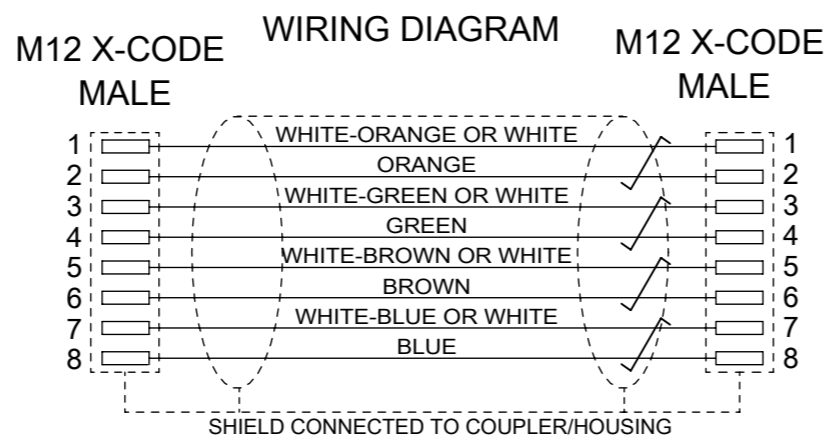 WIRING DIAGRAM
M12 X-CODE
MALE
M12 X-CODE
MALE
1 WHITE-ORANGE OR WHITE 1
2 ORANGE 2
3 WHITE-GREEN OR WHITE 3
4 GREEN 4
5 WHITE-BROWN OR WHITE 5
6 BROWN 6
7 WHITE-BLUE OR WHITE 7
8 BLUE 8
SHIELD CONNECTED TO COUPLER/HOUSING